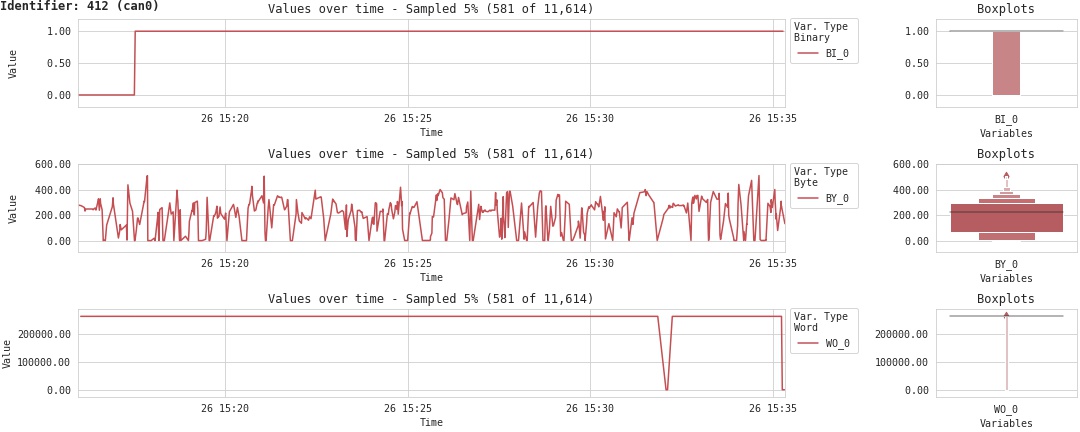 Identifier: 412 (can0)
Values over time - Sampled 5% (581 of 11,614)
Boxplots
Value
1.00
0.50
0.00
26 15:20
26 15:25
26 15:30
26 15:35
Time
Var. Type
Binary
BI_0
1.00
0.50
0.00
BI_0
Variables
Values over time - Sampled 5% (581 of 11,614)
Boxplots
Value
600.00
400.00
200.00
0.00
26 15:20
26 15:25
26 15:30
26 15:35
Time
Var. Type
Byte
BY_0
600.00
400.00
200.00
0.00
BY_0
Variables
Values over time - Sampled 5% (581 of 11,614)
Boxplots
Value
200000.00
100000.00
0.00
26 15:20
26 15:25
26 15:30
26 15:35
Time
Var. Type
Word
WO_0
200000.00
100000.00
0.00
WO_0
Variables